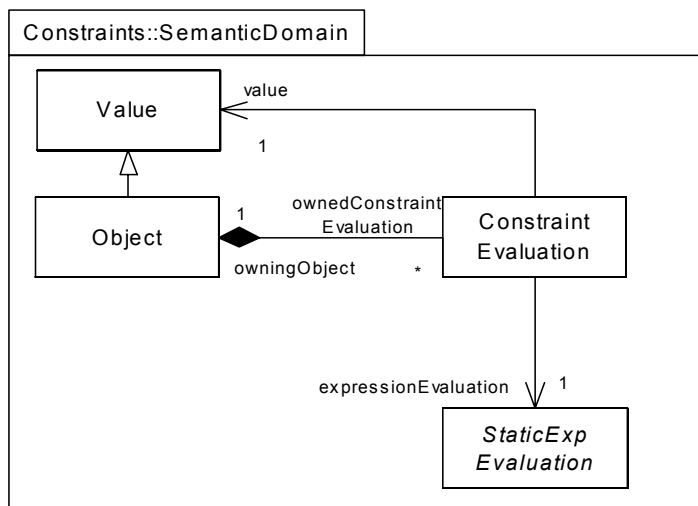 Constraints::SemanticDomain
Value
value
1
Object
1
ownedConstraint
Evaluation
owningObject
*
Constraint
Evaluation
expressionEvaluation
1
StaticExp
Evaluation